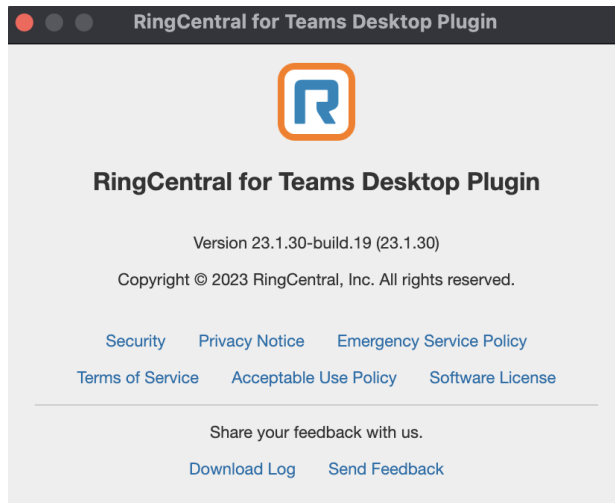 RingCentral for Teams Desktop Plugin
R
RingCentral for Teams Desktop Plugin
Version 23.1.30-build.19 (23.1.30)
Copyright © 2023 RingCentral, Inc. All rights reserved.
Security Privacy Notice Emergency Service Policy
Terms of Service Acceptable Use Policy Software License
Share your feedback with us.
Download Log Send Feedback